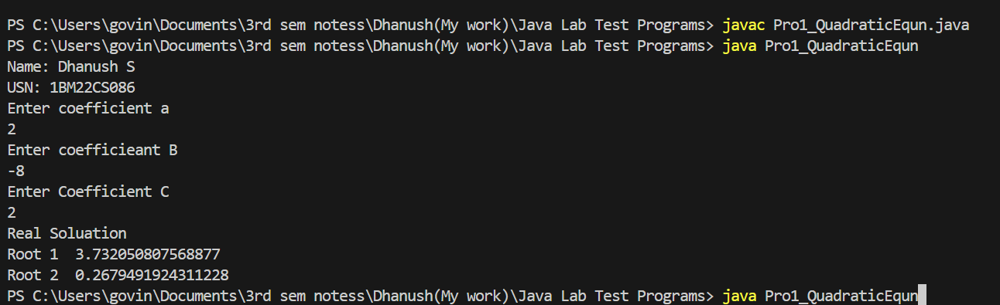 PS C:\Users\govin\Documents\3rd sem notess\Dhanush(My work)\Java Lab Test Programs> javac Pro1_QuadraticEqun.java
PS C:\Users\govin\Documents\3rd sem notess\Dhanush(My work)\Java Lab Test Programs> java Pro1_QuadraticEqun
Name: Dhanush S
USN: 1BM22CS086
Enter coefficient a
2
Enter coefficieant B
-8
Enter Coefficient C
2
Real Soluation
Root 1  3.732050807568877
Root 2  0.2679491924311228
PS C:\Users\govin\Documents\3rd sem notess\Dhanush(My work)\Java Lab Test Programs> java Pro1_QuadraticEqun